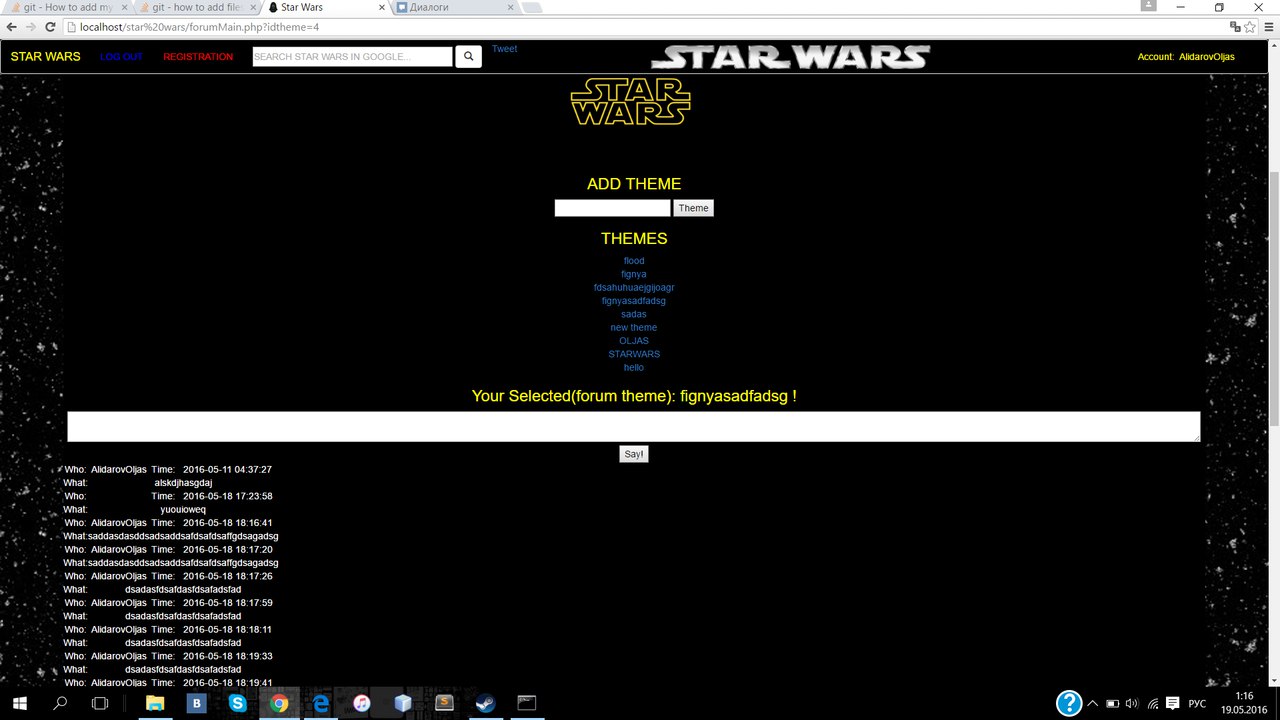 git - How to add my
git - how to add files
Star Wars
Диалоги
localhost/star%20wars/forumMain.php?idtheme=4
STAR WARS LOG OUT REGISTRATION SEARCH STAR WARS IN GOOGLE... Tweet STAR WARS Account: AlidarovOljas
STAR
WARS
ADD THEME
Theme
THEMES
flood
fignya
fdsahuhuaejgijoagr
fignyasadfadsg
sadas
new theme
OLJAS
STARWARS
hello
Your Selected(forum theme): fignyasadfadsg !
Say!
Who: AlidarovOljas Time: 2016-05-11 04:37:27
What: alskdjhasgdaj
Who: Time: 2016-05-18 17:23:58
What: yuouioweq
Who: AlidarovOljas Time: 2016-05-18 18:16:41
What:saddasdasddsadsaddsafdsafdsaffgdsagadsg
Who: AlidarovOljas Time: 2016-05-18 18:17:20
What:saddasdasddsadsaddsafdsafdsaffgdsagadsg
Who: AlidarovOljas Time: 2016-05-18 18:17:26
What: dsadasfdsafdasfdsafadsfad
Who: AlidarovOljas Time: 2016-05-18 18:17:59
What: dsadasfdsafdasfdsafadsfad
Who: AlidarovOljas Time: 2016-05-18 18:18:11
What: dsadasfdsafdasfdsafadsfad
Who: AlidarovOljas Time: 2016-05-18 18:19:33
What: dsadasfdsafdasfdsafadsfad
Who: AlidarovOljas Time: 2016-05-18 18:19:41
РУС
1:16
19.05.2016